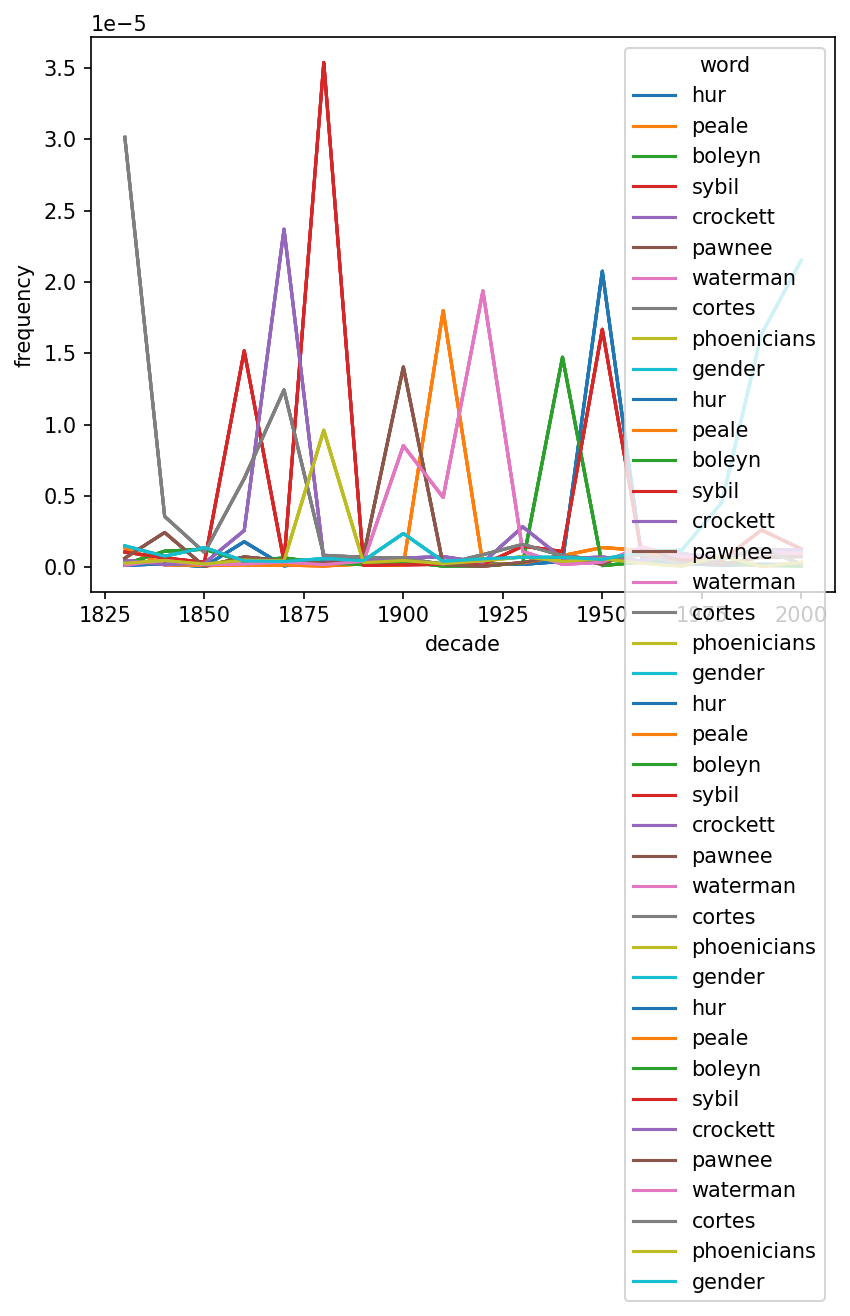 1e−5
3.5
3.0
2.5
2.0
1.5
1.0
0.5
0.0
frequency
1825 1850 1875 1900 1925 1950 1975 2000
decade
word
hur
peale
boleyn
sybil
crockett
pawnee
waterman
cortes
phoenicians
gender
hur
peale
boleyn
sybil
crockett
pawnee
waterman
cortes
phoenicians
gender
hur
peale
boleyn
sybil
crockett
pawnee
waterman
cortes
phoenicians
gender
hur
peale
boleyn
sybil
crockett
pawnee
waterman
cortes
phoenicians
gender